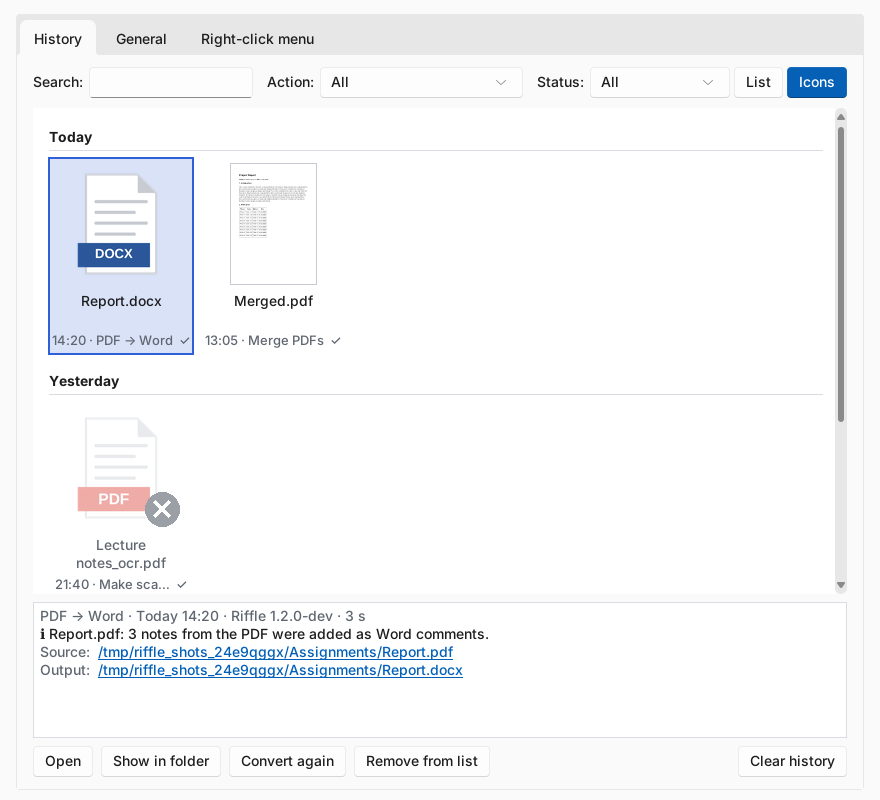 History General Right-click menu
Search: Action: All Status: All List Icons
Today
DOCX
Report.docx Merged.pdf
14:20 · PDF → Word ✓ 13:05 · Merge PDFs ✓
Yesterday
PDF
Lecture
notes_ocr.pdf
21:40 · Make sca... ✓
PDF → Word · Today 14:20 · Riffle 1.2.0-dev · 3 s
ℹ Report.pdf: 3 notes from the PDF were added as Word comments.
Source: /tmp/riffle_shots_24e9qggx/Assignments/Report.pdf
Output: /tmp/riffle_shots_24e9qggx/Assignments/Report.docx
Open Show in folder Convert again Remove from list Clear history